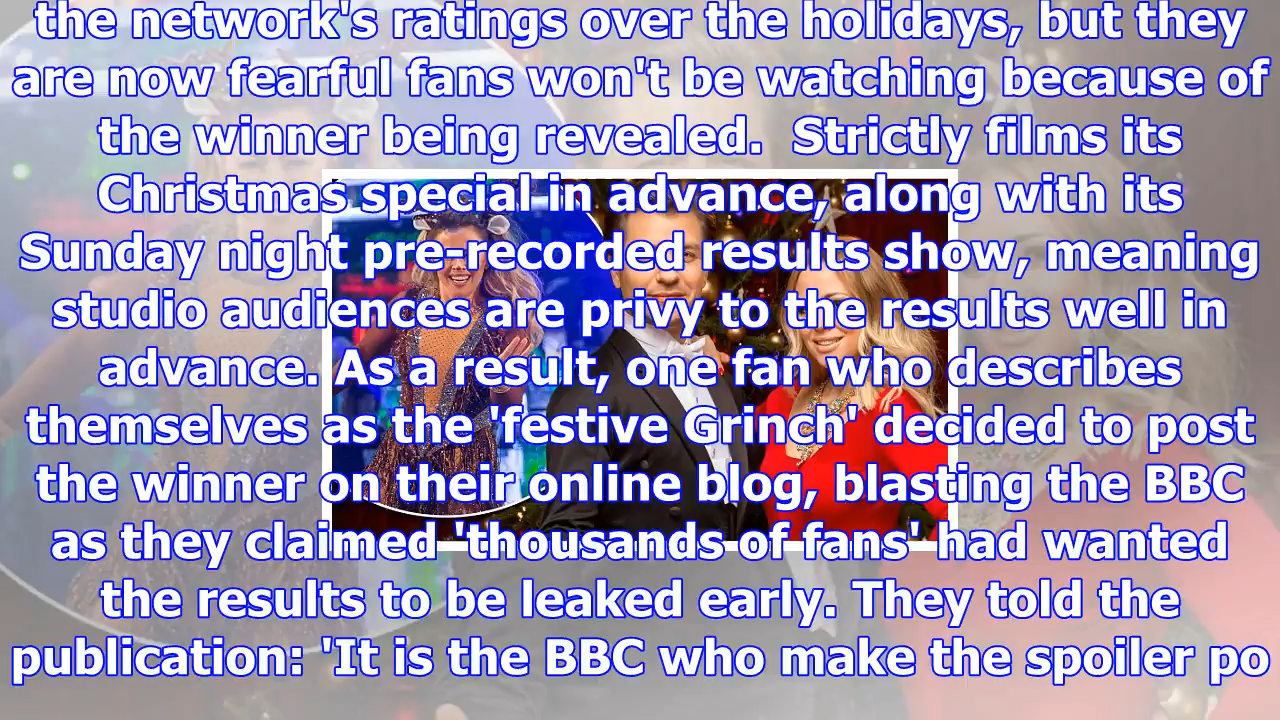 the network's ratings over the holidays, but they
are now fearful fans won't be watching because of
the winner being revealed.  Strictly films its
Christmas special in advance, along with its
Sunday night pre-recorded results show, meaning
studio audiences are privy to the results well in
advance. As a result, one fan who describes
themselves as the 'festive Grinch' decided to post
the winner on their online blog, blasting the BBC
as they claimed 'thousands of fans' had wanted
the results to be leaked early. They told the
publication: 'It is the BBC who make the spoiler po